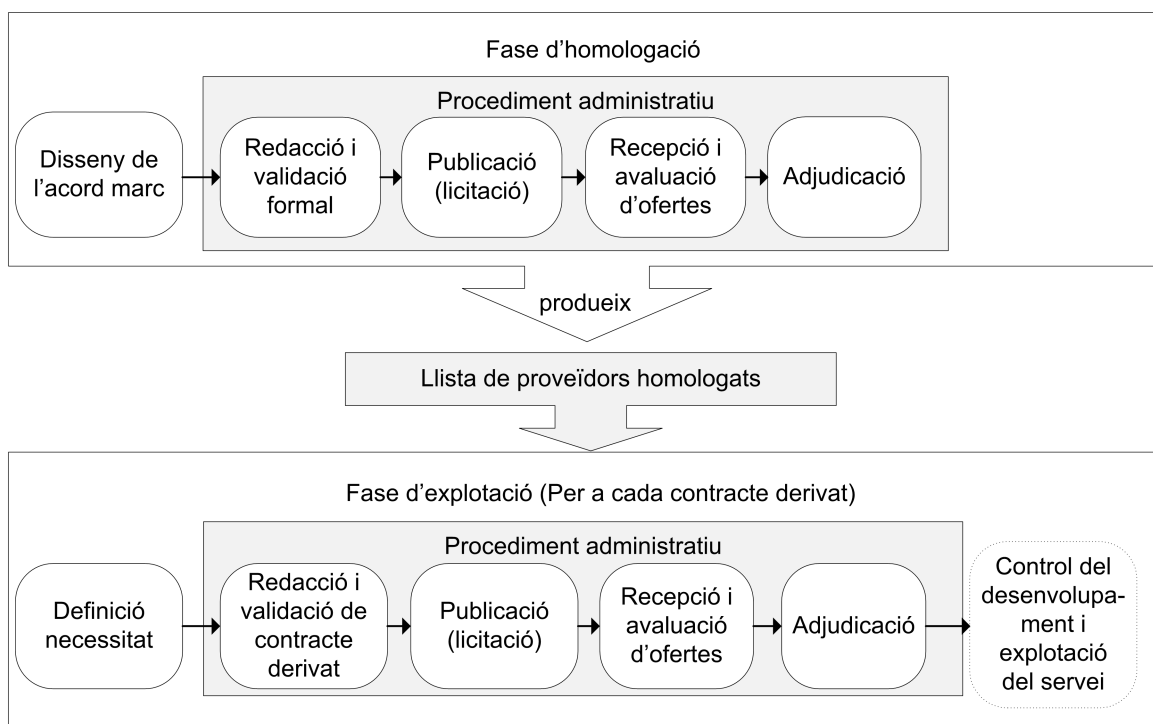 Fase d’homologació
Procediment administratiu
Disseny de
l’acord marc
Redacció i
validació
formal
Publicació
(licitació)
Recepció i
avaluació
d’ofertes
Adjudicació
produeix
Llista de proveïdors homologats
Fase d’explotació (Per a cada contracte derivat)
Procediment administratiu
Definició
necessitat
Redacció i
validació de
contracte
derivat
Publicació
(licitació)
Recepció i
avaluació
d’ofertes
Adjudicació
Control del
desenvolupa-
ment i
explotació
del servei